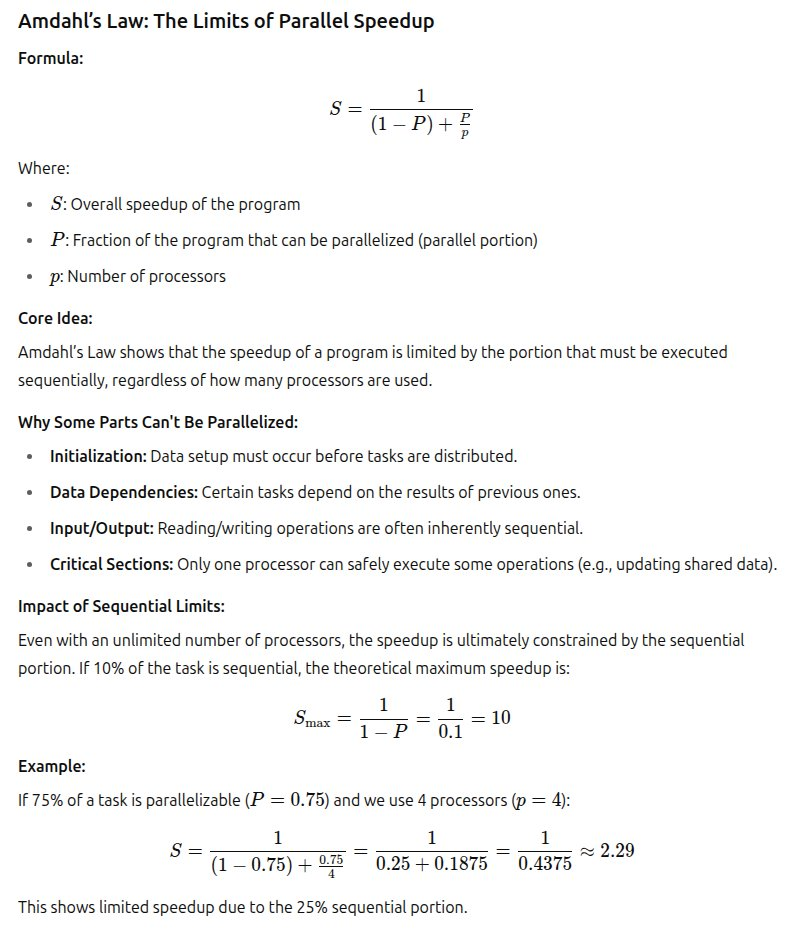 Amdahl’s Law: The Limits of Parallel Speedup
Formula:
S = \frac{1}{(1 − P) + \frac{P}{p}}
Where:
• S: Overall speedup of the program
• P: Fraction of the program that can be parallelized (parallel portion)
• p: Number of processors
Core Idea:
Amdahl’s Law shows that the speedup of a program is limited by the portion that must be executed
sequentially, regardless of how many processors are used.
Why Some Parts Can't Be Parallelized:
• Initialization: Data setup must occur before tasks are distributed.
• Data Dependencies: Certain tasks depend on the results of previous ones.
• Input/Output: Reading/writing operations are often inherently sequential.
• Critical Sections: Only one processor can safely execute some operations (e.g., updating shared data).
Impact of Sequential Limits:
Even with an unlimited number of processors, the speedup is ultimately constrained by the sequential
portion. If 10% of the task is sequential, the theoretical maximum speedup is:
S_{max} = \frac{1}{1 − P} = \frac{1}{0.1} = 10
Example:
If 75% of a task is parallelizable (P = 0.75) and we use 4 processors (p = 4):
S = \frac{1}{(1 − 0.75) + \frac{0.75}{4}} = \frac{1}{0.25 + 0.1875} = \frac{1}{0.4375} ≈ 2.29
This shows limited speedup due to the 25% sequential portion.